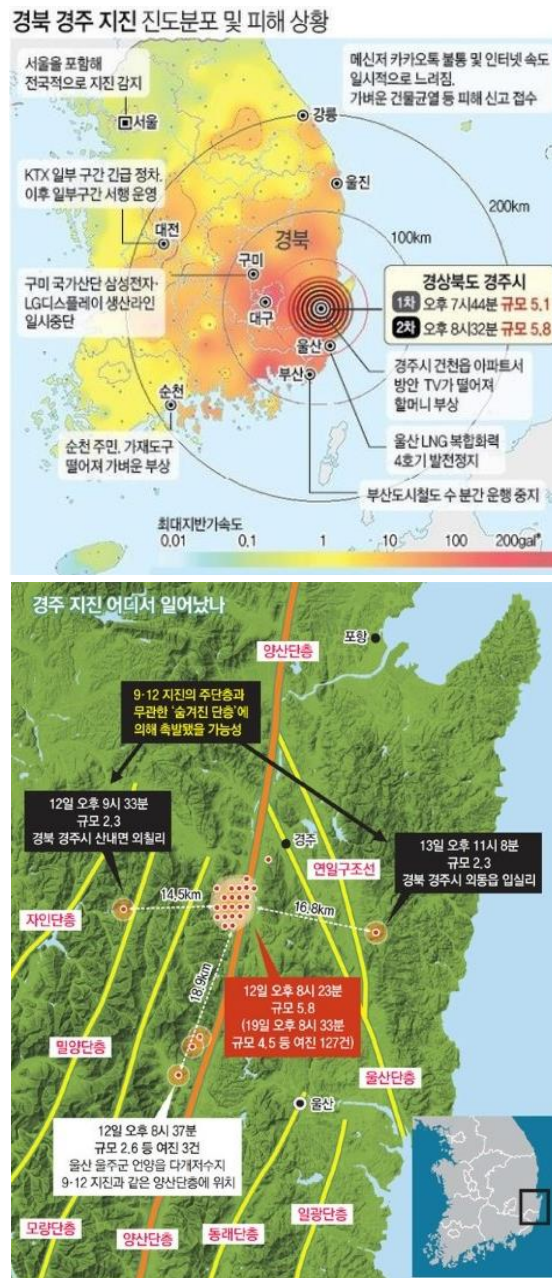 경북 경주 지진 진도분포 및 피해 상황
서울을 포함해
전국적으로 지진 감지
메신저 카카오톡 불통 및 인터넷 속도
일시적으로 느려짐.
가벼운 건물균열 등 피해 신고 접수
서울
강릉
KTX 일부 구간 긴급 정차.
이후 일부구간 서행 운영
울진
200km
대전
경북
100km
구미
구미 국가산단 삼성전자·
LG디스플레이 생산라인
일시중단
대구
경상북도 경주시
1차 오후 7시44분 규모 5.1
2차 오후 8시32분 규모 5.8
울산
부산
경주시 건천읍 아파트서
방안 TV가 떨어져
할머니 부상
순천
순천 주민, 가재도구
떨어져 가벼운 부상
울산 LNG 복합화력
4호기 발전정지
부산도시철도 수 분간 운행 중지
최대지반가속도
0.01 0.1 1 10 100 200gal*
경주 지진 어디서 일어났나
포항
양산단층
9·12 지진의 주단층과
무관한 '숨겨진 단층'에
의해 촉발됐을 가능성
12일 오후 9시 33분
규모 2.3
경북 경주시 산내면 외칠리
경주
13일 오후 11시 8분
규모 2.3
경북 경주시 외동읍 입실리
연일구조선
14.5km
16.8km
자인단층
18.9km
12일 오후 8시 23분
규모 5.8
(19일 오후 8시 33분
규모 4.5 등 여진 127건)
밀양단층
울산단층
울산
12일 오후 8시 37분
규모 2.6 등 여진 3건
울산 울주군 언양읍 다개저수지
9·12 지진과 같은 양산단층에 위치
모량단층
양산단층
동래단층
일광단층